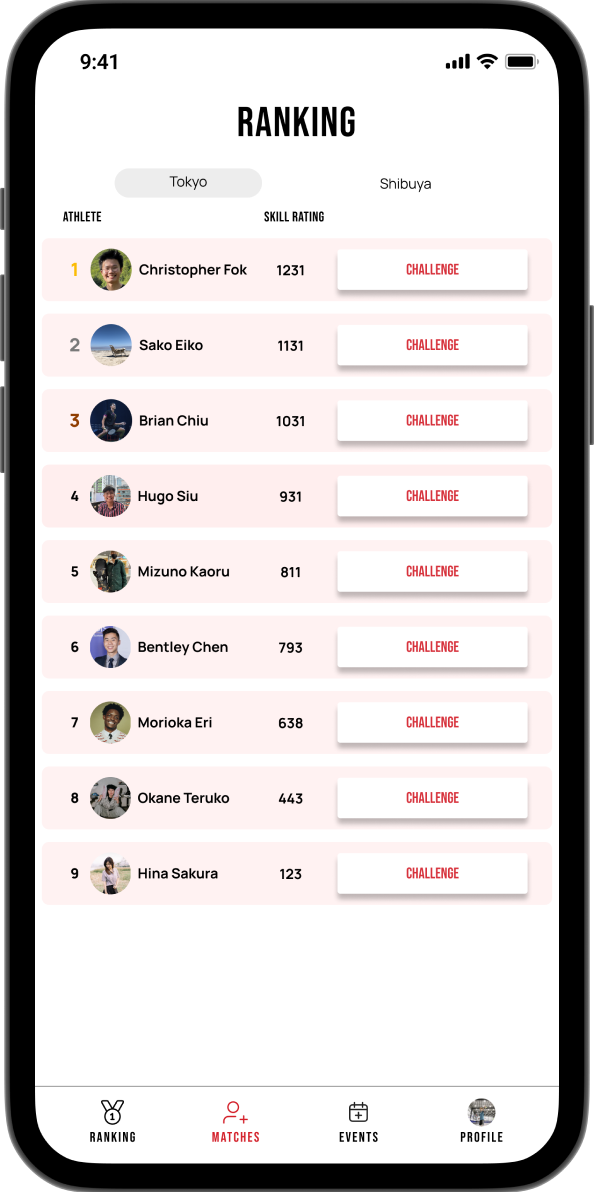 9:41
RANKING
Tokyo Shibuya
ATHLETE SKILL RATING
1 Christopher Fok 1231 CHALLENGE
2 Sako Eiko 1131 CHALLENGE
3 Brian Chiu 1031 CHALLENGE
4 Hugo Siu 931 CHALLENGE
5 Mizuno Kaoru 811 CHALLENGE
6 Bentley Chen 793 CHALLENGE
7 Morioka Eri 638 CHALLENGE
8 Okane Teruko 443 CHALLENGE
9 Hina Sakura 123 CHALLENGE
1
RANKING MATCHES EVENTS PROFILE